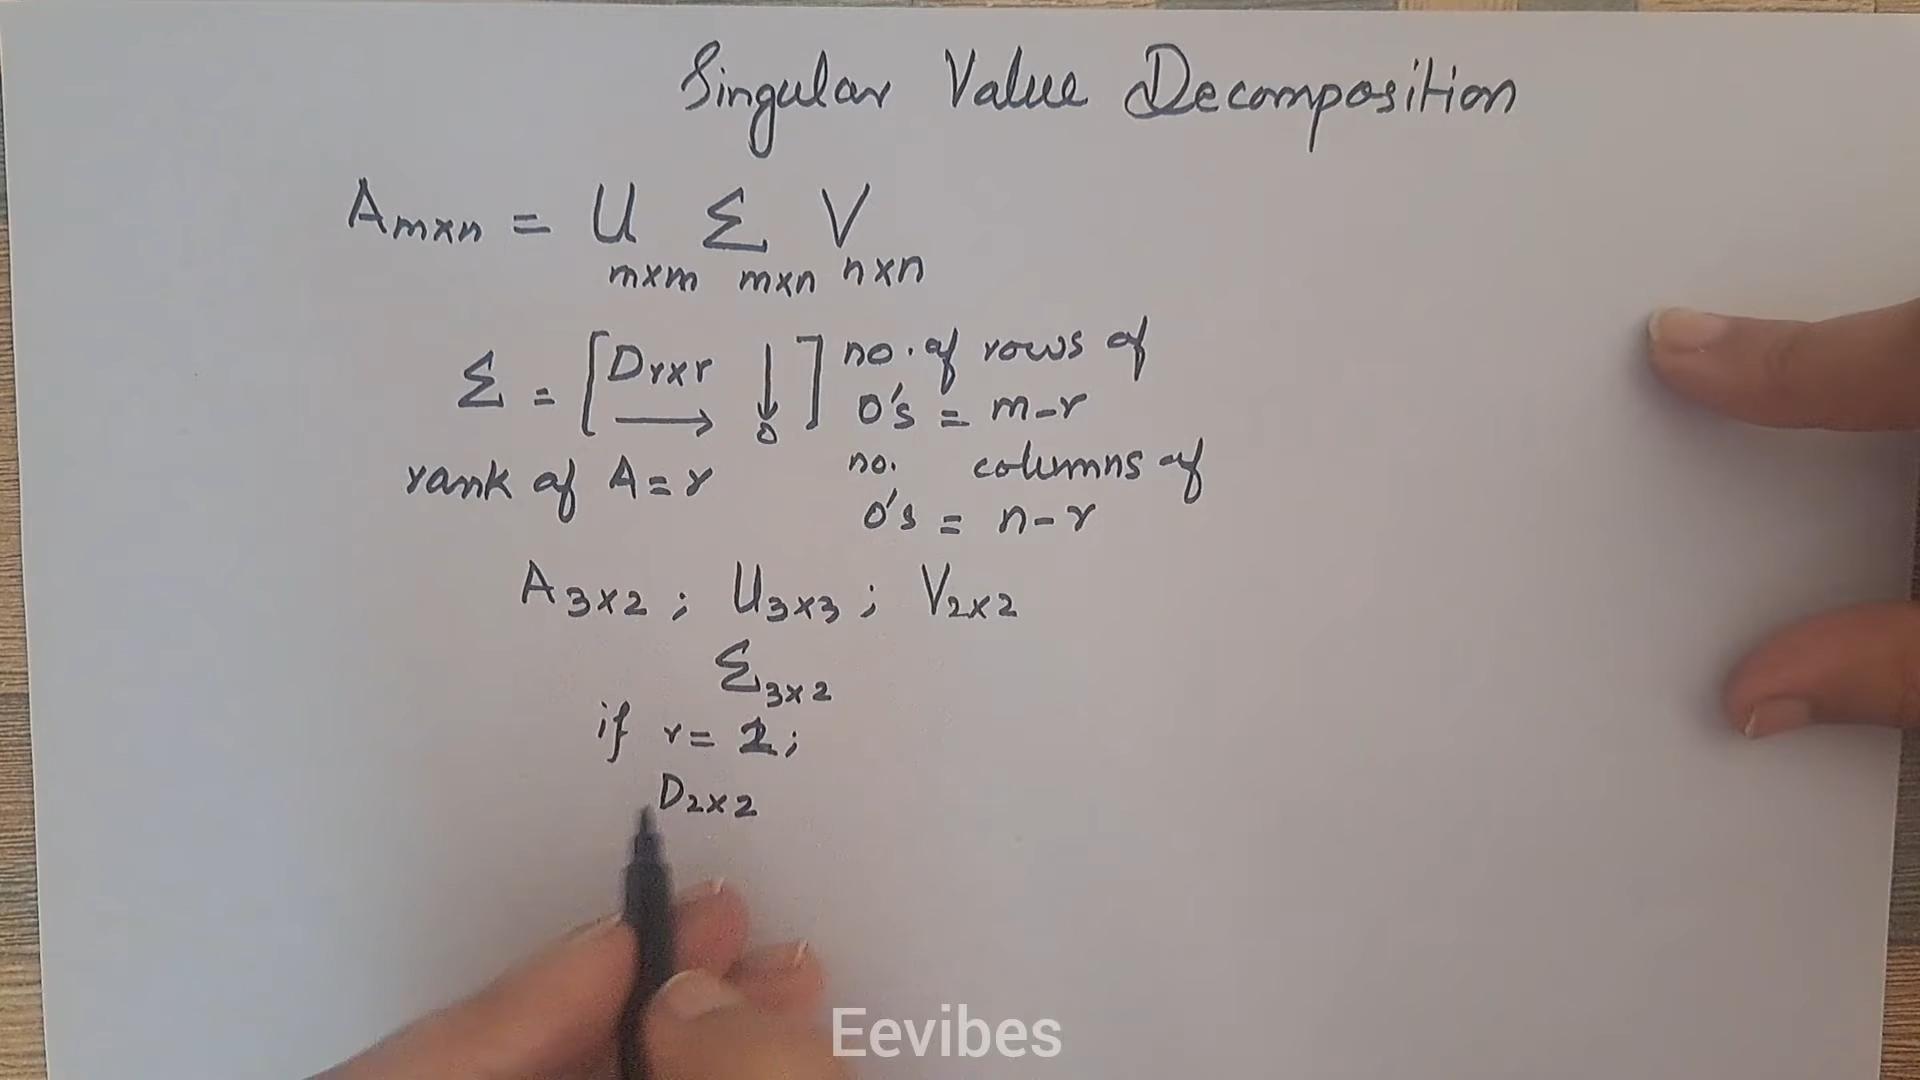 Singular Value Decomposition
Amxn = U Σ V
mxm mxn nxn
Σ = [Drxr → ↓ 0] no. of rows of
0's = m-r
rank of A = r
no. columns of
0's = n-r
A3x2 ; U3x3 ; V2x2
Σ3x2
if r = 2;
D2x2
Eevibes